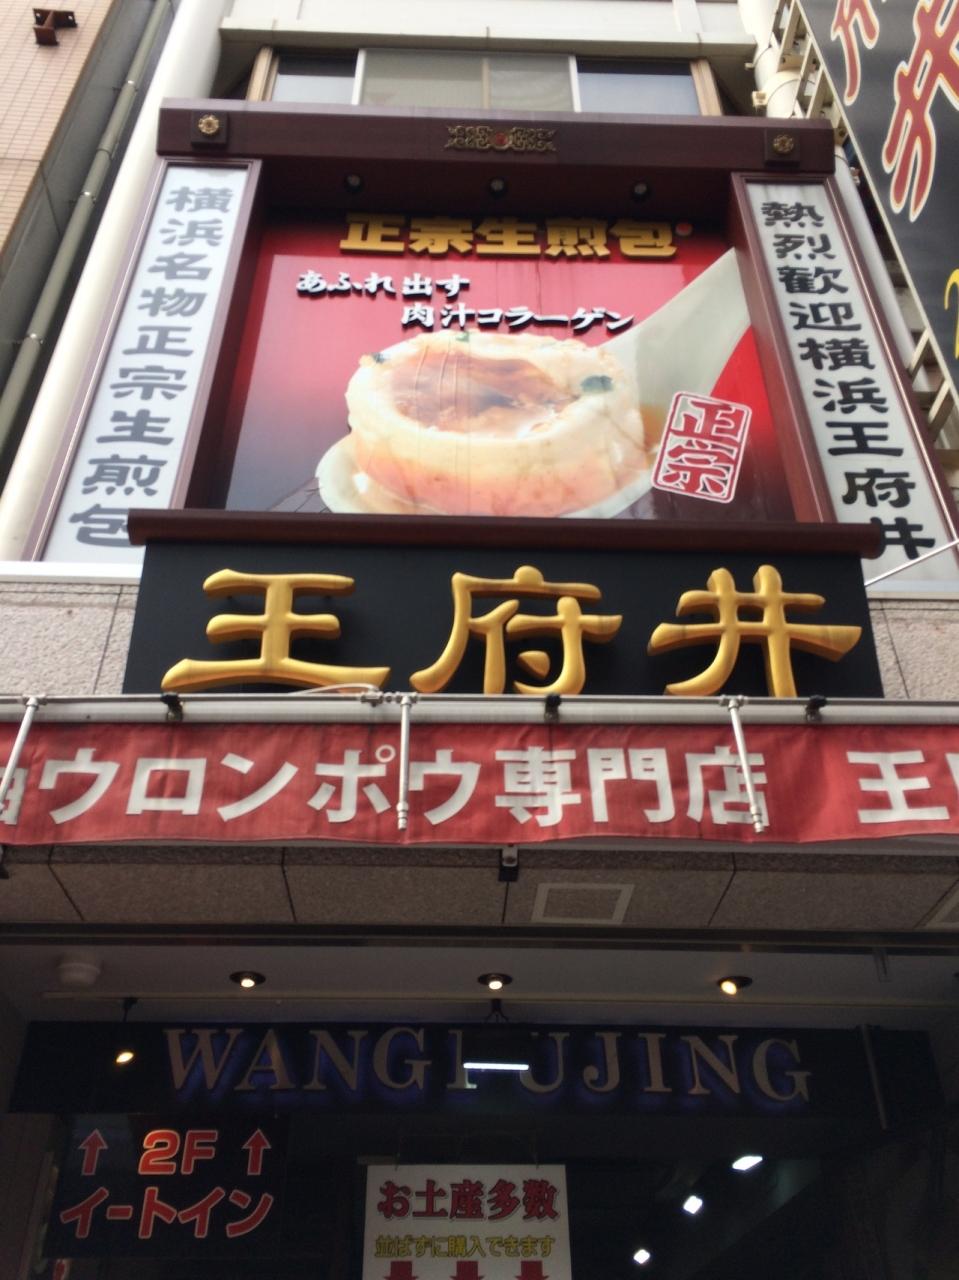 横浜名物正宗生煎包
正宗生煎包
あふれ出す
肉汁コラーゲン
正宗
熱烈歓迎横浜王府井
王府井
ウロンポウ専門店 王
WANGFUJING
↑ 2F ↑
イートイン
お土産多数
並ばずに購入できます